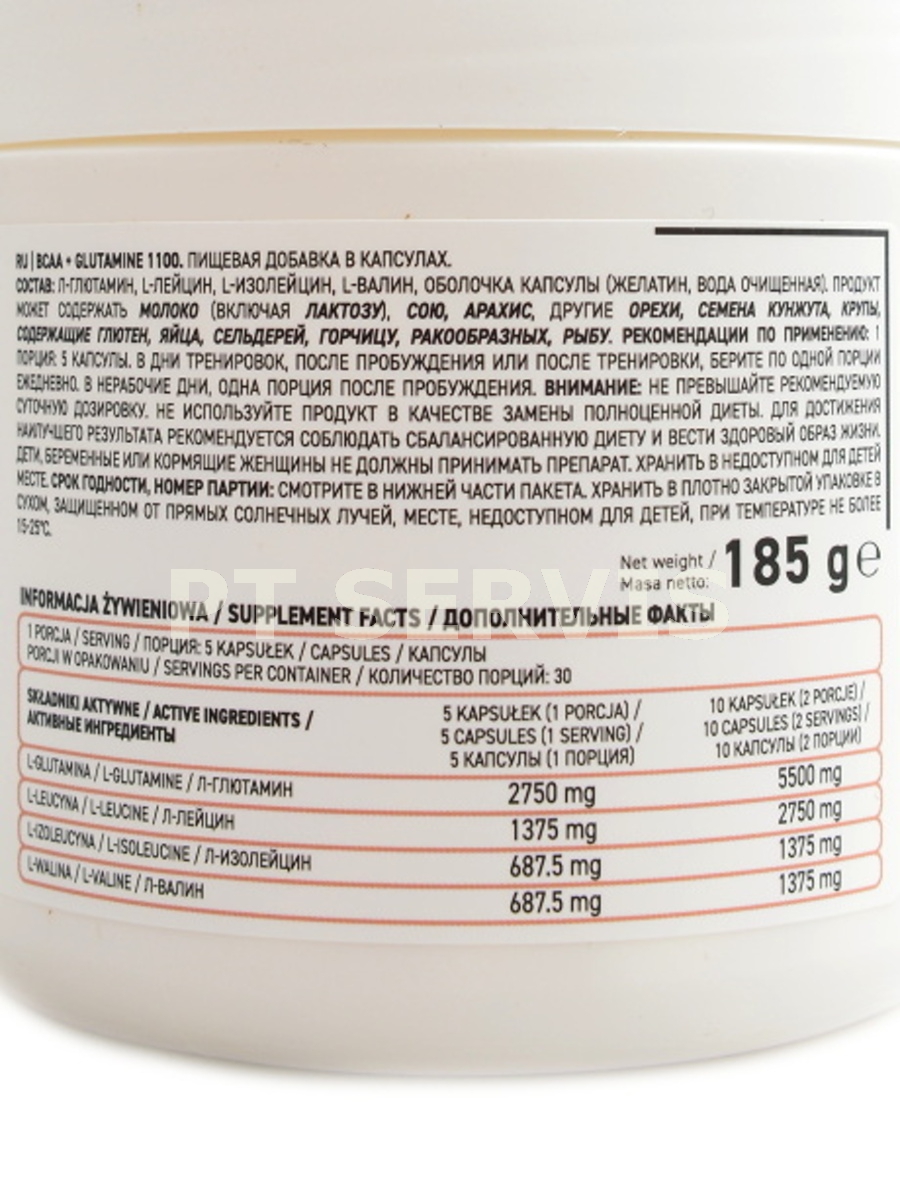 RU | BCAA + GLUTAMINE 1100. ПИЩЕВАЯ ДОБАВКА В КАПСУЛАХ.
СОСТАВ: Л-ГЛЮТАМИН, L-ЛЕЙЦИН, L-ИЗОЛЕЙЦИН, L-ВАЛИН, ОБОЛОЧКА КАПСУЛЫ (ЖЕЛАТИН, ВОДА ОЧИЩЕННАЯ). ПРОДУКТ
МОЖЕТ СОДЕРЖАТЬ МОЛОКО (ВКЛЮЧАЯ ЛАКТОЗУ), СОЮ, АРАХИС, ДРУГИЕ ОРЕХИ, СЕМЕНА КУНЖУТА, КРУПЫ,
СОДЕРЖАЩИЕ ГЛЮТЕН, ЯЙЦА, СЕЛЬДЕРЕЙ, ГОРЧИЦУ, РАКООБРАЗНЫХ, РЫБУ. РЕКОМЕНДАЦИИ ПО ПРИМЕНЕНИЮ: 1
ПОРЦИЯ: 5 КАПСУЛЫ. В ДНИ ТРЕНИРОВОК, ПОСЛЕ ПРОБУЖДЕНИЯ ИЛИ ПОСЛЕ ТРЕНИРОВКИ, БЕРИТЕ ПО ОДНОЙ ПОРЦИИ
ЕЖЕДНЕВНО. В НЕРАБОЧИЕ ДНИ, ОДНА ПОРЦИЯ ПОСЛЕ ПРОБУЖДЕНИЯ. ВНИМАНИЕ: НЕ ПРЕВЫШАЙТЕ РЕКОМЕНДУЕМУЮ
СУТОЧНУЮ ДОЗИРОВКУ. НЕ ИСПОЛЬЗУЙТЕ ПРОДУКТ В КАЧЕСТВЕ ЗАМЕНЫ ПОЛНОЦЕННОЙ ДИЕТЫ. ДЛЯ ДОСТИЖЕНИЯ
НАИЛУЧШЕГО РЕЗУЛЬТАТА РЕКОМЕНДУЕТСЯ СОБЛЮДАТЬ СБАЛАНСИРОВАННУЮ ДИЕТУ И ВЕСТИ ЗДОРОВЫЙ ОБРАЗ ЖИЗНИ.
ДЕТИ, БЕРЕМЕННЫЕ ИЛИ КОРМЯЩИЕ ЖЕНЩИНЫ НЕ ДОЛЖНЫ ПРИНИМАТЬ ПРЕПАРАТ. ХРАНИТЬ В НЕДОСТУПНОМ ДЛЯ ДЕТЕЙ
МЕСТЕ. СРОК ГОДНОСТИ, НОМЕР ПАРТИИ: СМОТРИТЕ В НИЖНЕЙ ЧАСТИ ПАКЕТА. ХРАНИТЬ В ПЛОТНО ЗАКРЫТОЙ УПАКОВКЕ В
СУХОМ, ЗАЩИЩЕННОМ ОТ ПРЯМЫХ СОЛНЕЧНЫХ ЛУЧЕЙ, МЕСТЕ, НЕДОСТУПНОМ ДЛЯ ДЕТЕЙ, ПРИ ТЕМПЕРАТУРЕ НЕ БОЛЕЕ
15-25°C.
Net weight /
Masa netto: 185 g ℮
PT SERVIS
INFORMACJA ŻYWIENIOWA / SUPPLEMENT FACTS / ДОПОЛНИТЕЛЬНЫЕ ФАКТЫ
1 PORCJA / SERVING / ПОРЦИЯ: 5 KAPSUŁEK / CAPSULES / КАПСУЛЫ
PORCJI W OPAKOWANIU / SERVINGS PER CONTAINER / КОЛИЧЕСТВО ПОРЦИЙ: 30
SKŁADNIKI AKTYWNE / ACTIVE INGREDIENTS /
АКТИВНЫЕ ИНГРЕДИЕНТЫ
5 KAPSUŁEK (1 PORCJA) /
5 CAPSULES (1 SERVING) /
5 КАПСУЛЫ (1 ПОРЦИЯ)
10 KAPSUŁEK (2 PORCJE) /
10 CAPSULES (2 SERVINGS) /
10 КАПСУЛЫ (2 ПОРЦИИ)
L-GLUTAMINA / L-GLUTAMINE / Л-ГЛЮТАМИН 2750 mg 5500 mg
L-LEUCYNA / L-LEUCINE / Л-ЛЕЙЦИН 1375 mg 2750 mg
L-IZOLEUCYNA / L-ISOLEUCINE / Л-ИЗОЛЕЙЦИН 687.5 mg 1375 mg
L-WALINA / L-VALINE / Л-ВАЛИН 687.5 mg 1375 mg